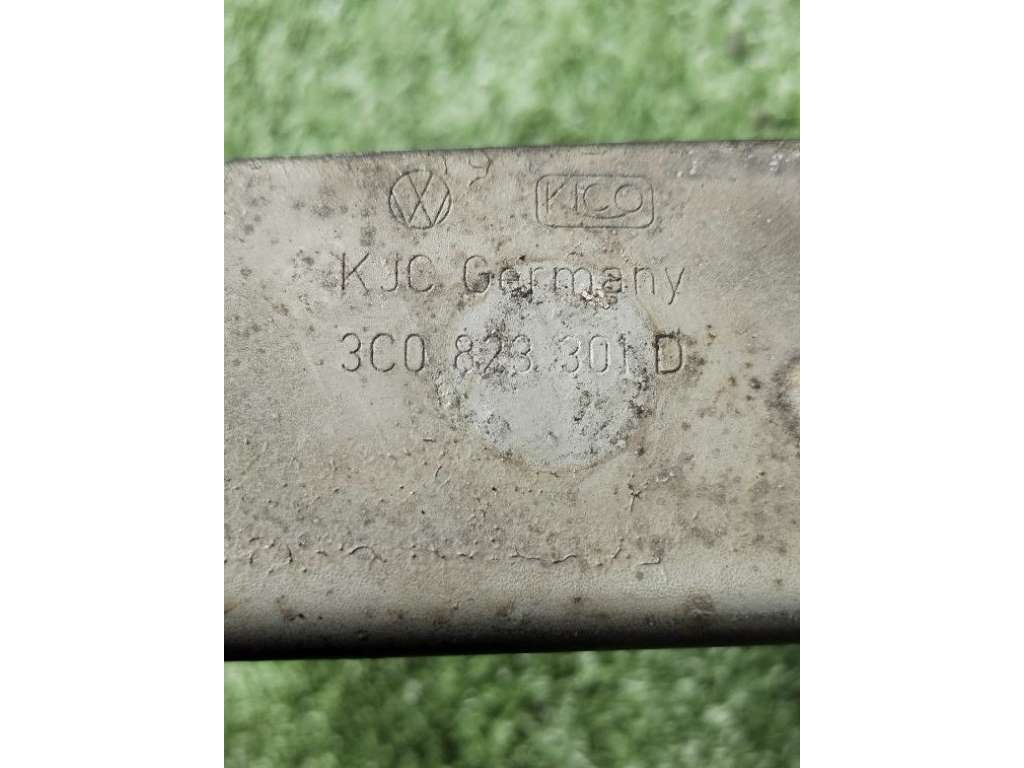 KICO
KJC Germany
3C0 823 301 D